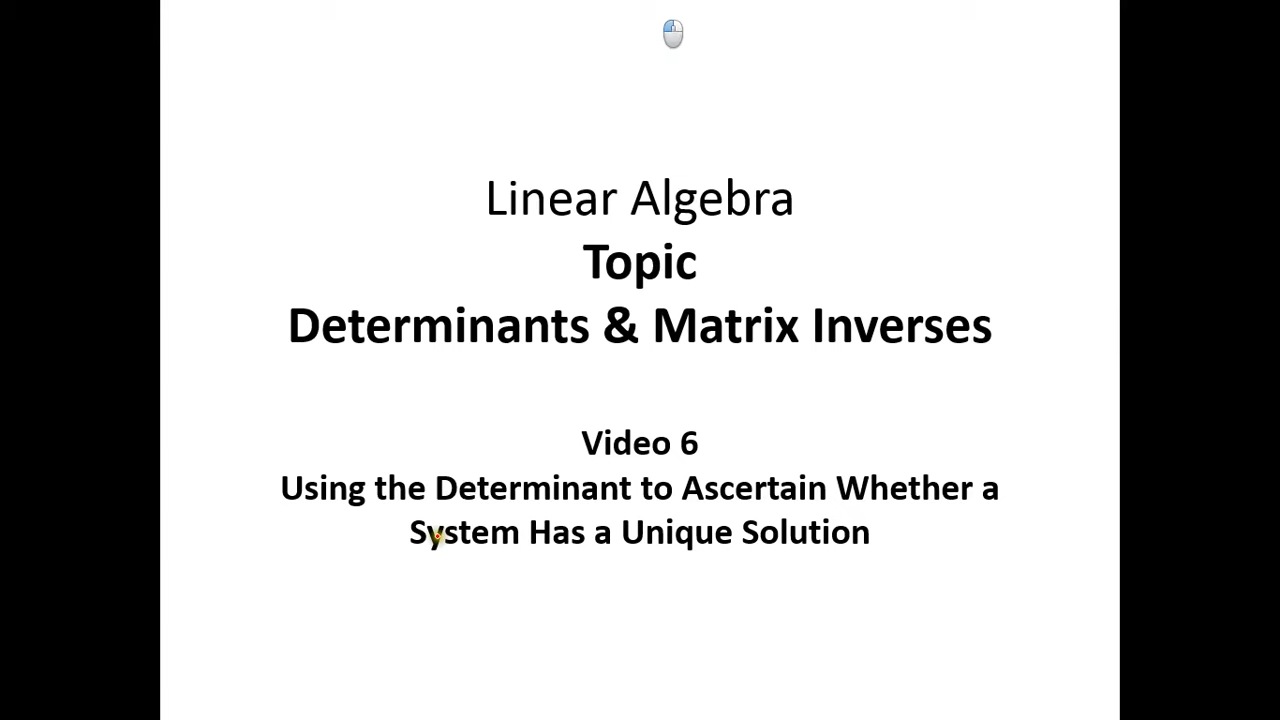 Linear Algebra
Topic
Determinants & Matrix Inverses
Video 6
Using the Determinant to Ascertain Whether a
System Has a Unique Solution